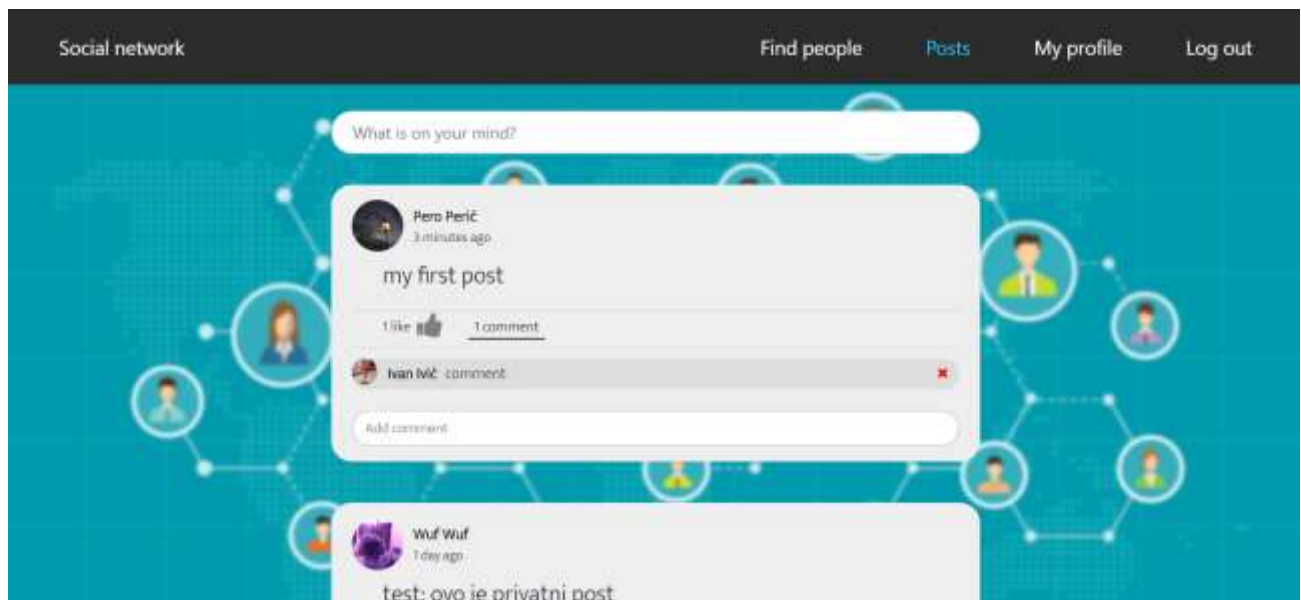 Social network
Find people
Posts
My profile
Log out
What is on your mind?
Pero Perić
3 minutes ago
my first post
1 like
1 comment
Ivan Ivič comment
Add comment
Wuf Wuf
1 day ago
test: ovo je privatni post